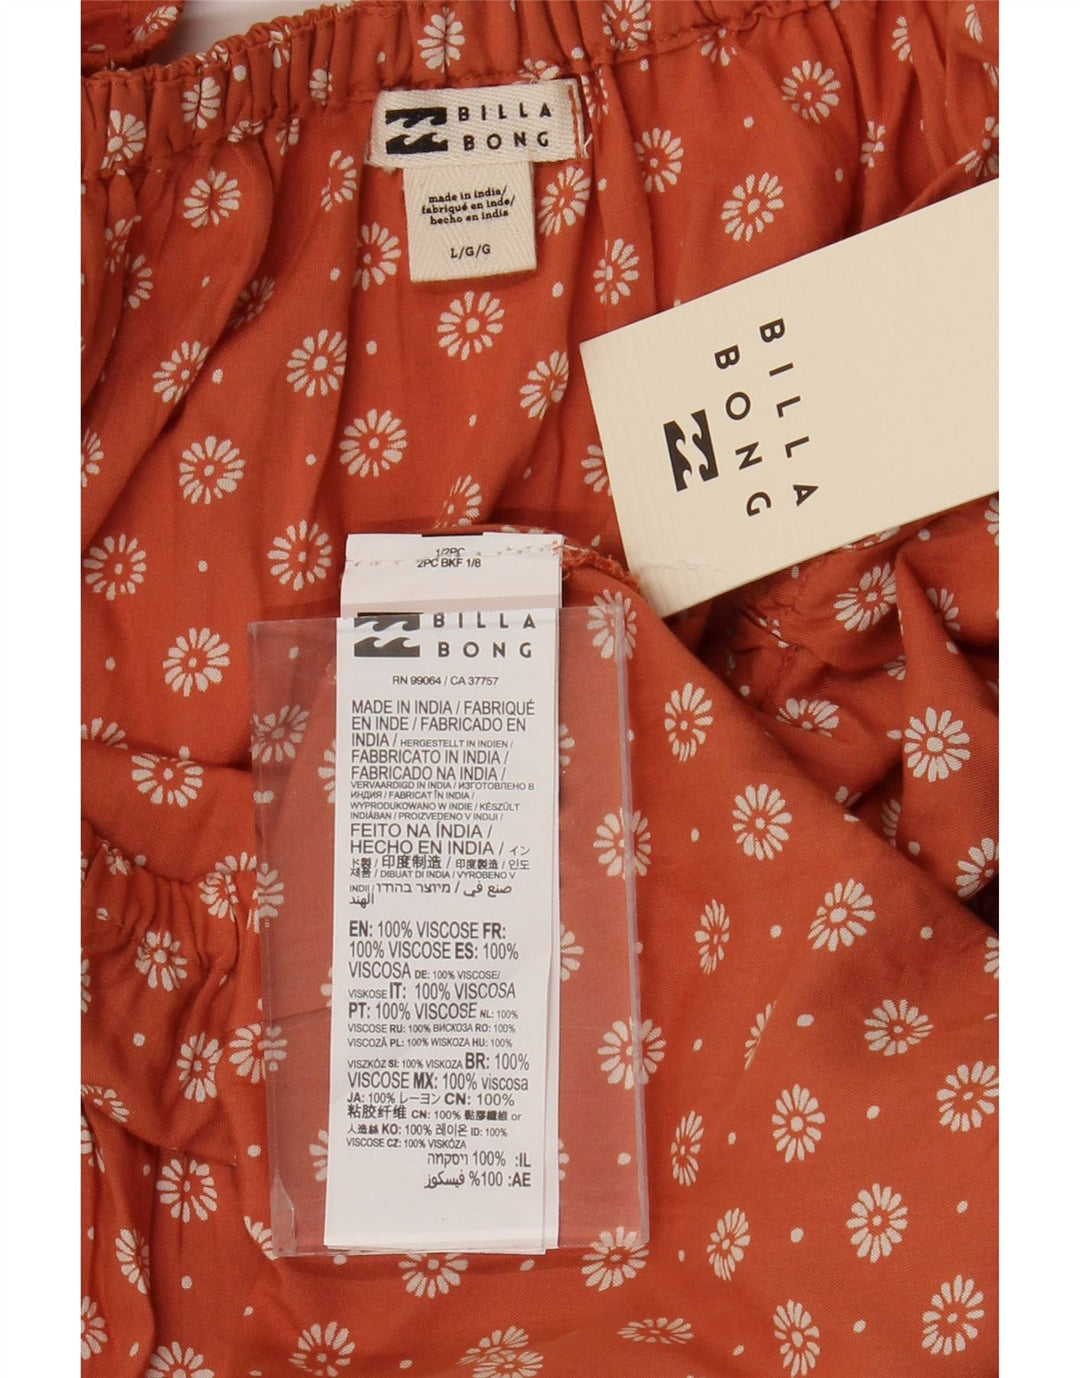 BILLA
BONG
made in india/
fabriqué en inde/
hecho en india
L/G/G
BILLA
BONG
1/2PC
2PC BKF 1/8
BILLA
BONG
RN 99064 / CA 37757
MADE IN INDIA / FABRIQUÉ
EN INDE / FABRICADO EN
INDIA / HERGESTELLT IN INDIEN /
FABBRICATO IN INDIA /
FABRICADO NA INDIA /
VERVAARDIGD IN INDIA / ИЗГОТОВЛЕНО В
ИНДИЯ / FABRICAT ÎN INDIA /
WYPRODUKOWANO W INDIE / KÉSZÜLT
INDIÁBAN / PROIZVEDENO V INDIJI /
FEITO NA ÍNDIA /
HECHO EN INDIA / イン
ド製 / 印度制造 / 印度製造 / 인도
제품 / DIBUAT DI INDIA / VYROBENO V
INDII / מיוצר בהודו / صنع في
الهند
EN: 100% VISCOSE FR:
100% VISCOSE ES: 100%
VISCOSA DE: 100% VISCOSE/
VISKOSE IT: 100% VISCOSA
PT: 100% VISCOSE NL: 100%
VISCOSE RU: 100% ВИСКОЗА RO: 100%
VISCOZĂ PL: 100% WISKOZA HU: 100%
VISZKÓZ SI: 100% VISKOZA BR: 100%
VISCOSE MX: 100% viscosa
JA: 100% レーヨン CN: 100%
粘胶纤维 CN: 100% 黏膠纖維 or
人造絲 KO: 100% 레이온 ID: 100%
VISCOSE CZ: 100% VISKÓZA
IL: 100% ויסקוזה
AE: 100% فيسكوز